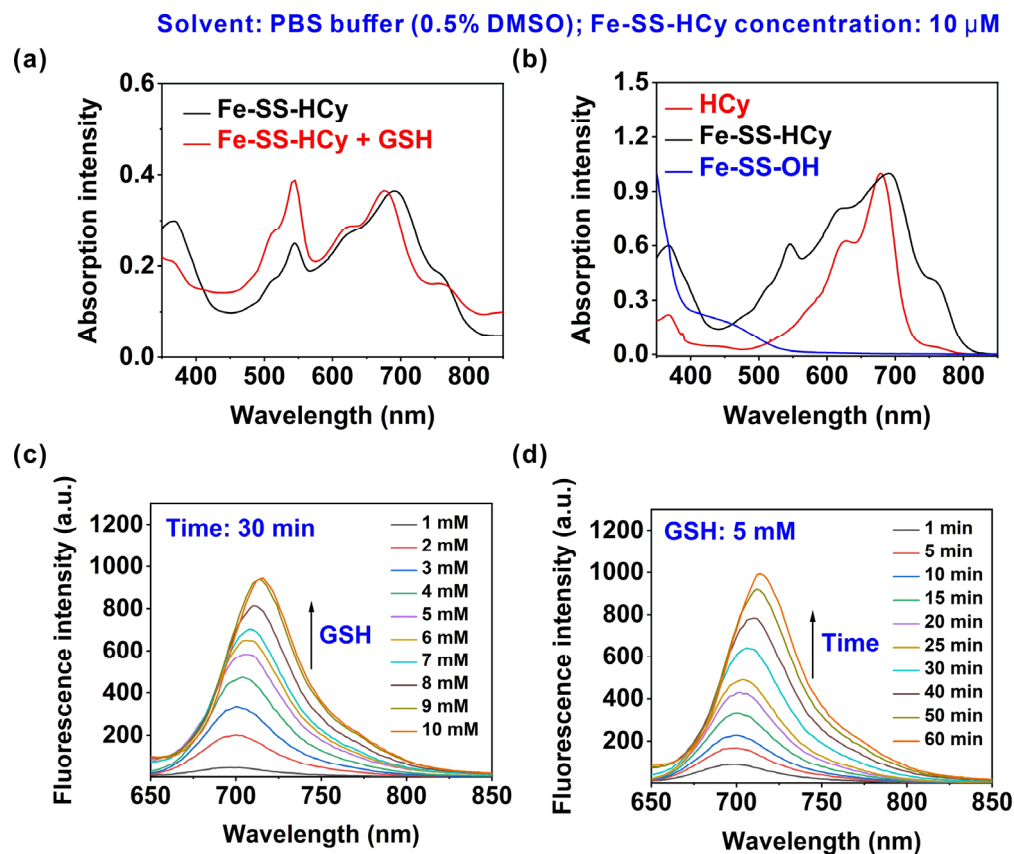 Solvent: PBS buffer (0.5% DMSO); Fe-SS-HCy concentration: 10 μM
(a)
Absorption intensity
0.6
0.4
0.2
0.0
Fe-SS-HCy
Fe-SS-HCy + GSH
400 500 600 700 800
Wavelength (nm)
(b)
Absorption intensity
1.5
1.2
0.9
0.6
0.3
0.0
HCy
Fe-SS-HCy
Fe-SS-OH
350 400 500 600 700 800
Wavelength (nm)
(c)
Fluorescence intensity (a.u.)
1200
1000
800
600
400
200
Time: 30 min
1 mM
2 mM
3 mM
4 mM
5 mM
6 mM
7 mM
8 mM
9 mM
10 mM
GSH
650 700 750 800 850
Wavelength (nm)
(d)
Fluorescence intensity (a.u.)
1200
1000
800
600
400
200
GSH: 5 mM
1 min
5 min
10 min
15 min
20 min
25 min
30 min
40 min
50 min
60 min
Time
650 700 750 800 850
Wavelength (nm)